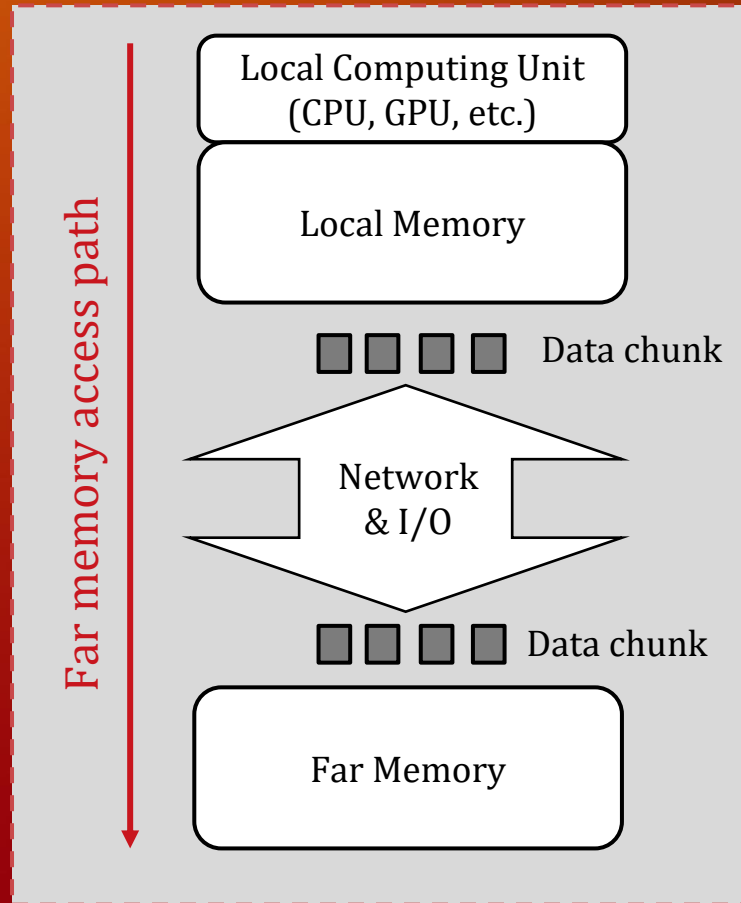 Local Computing Unit
(CPU, GPU, etc.)
Local Memory
Far memory access path
Data chunk
Network
& I/O
Data chunk
Far Memory